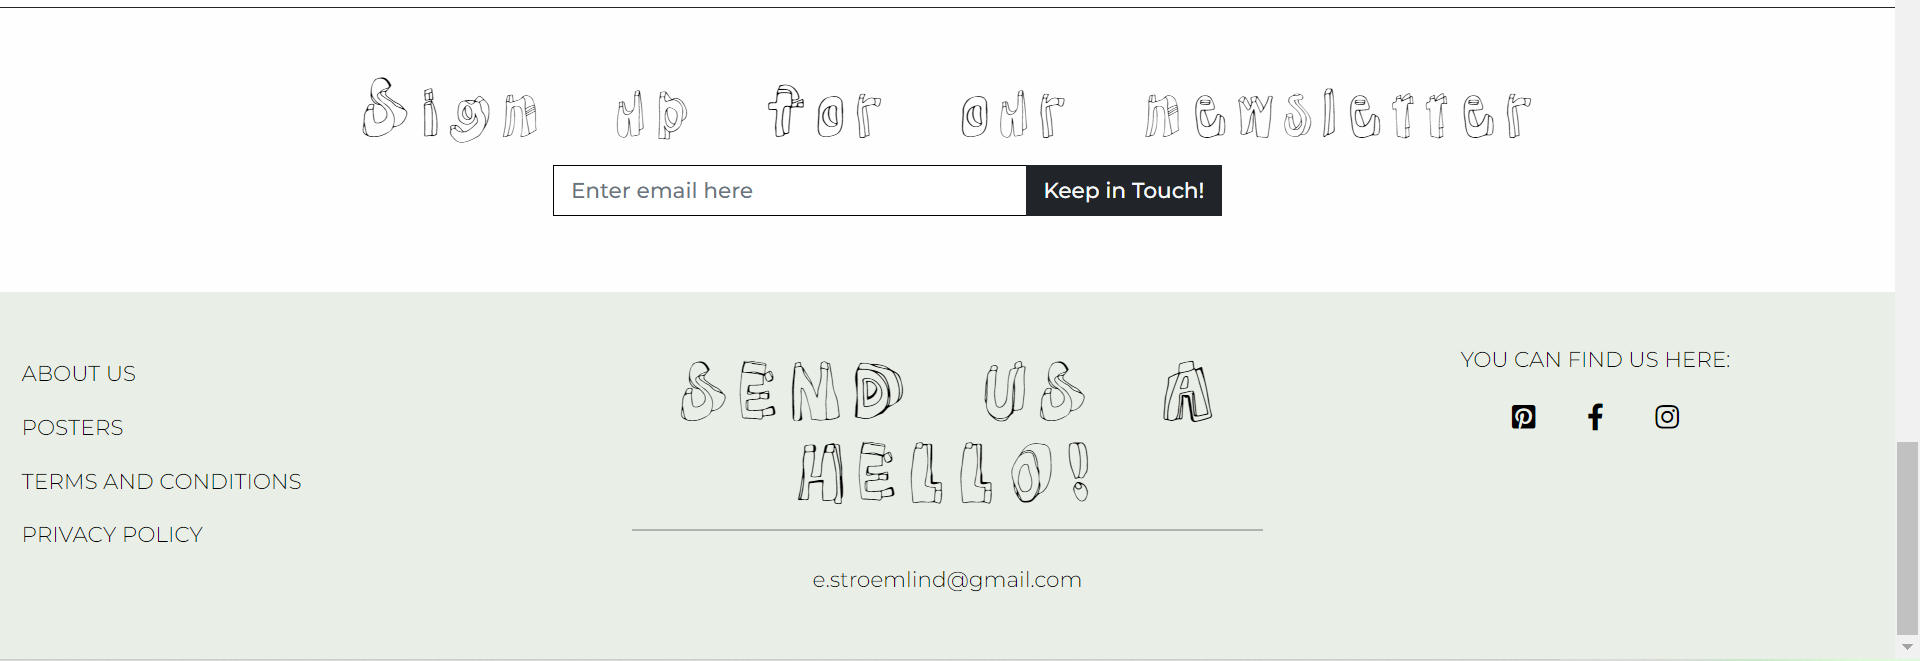 Sign up for our newsletter
Enter email here
Keep in Touch!
ABOUT US
POSTERS
TERMS AND CONDITIONS
PRIVACY POLICY
SEND US A
HELLO!
e.stroemlind@gmail.com
YOU CAN FIND US HERE: